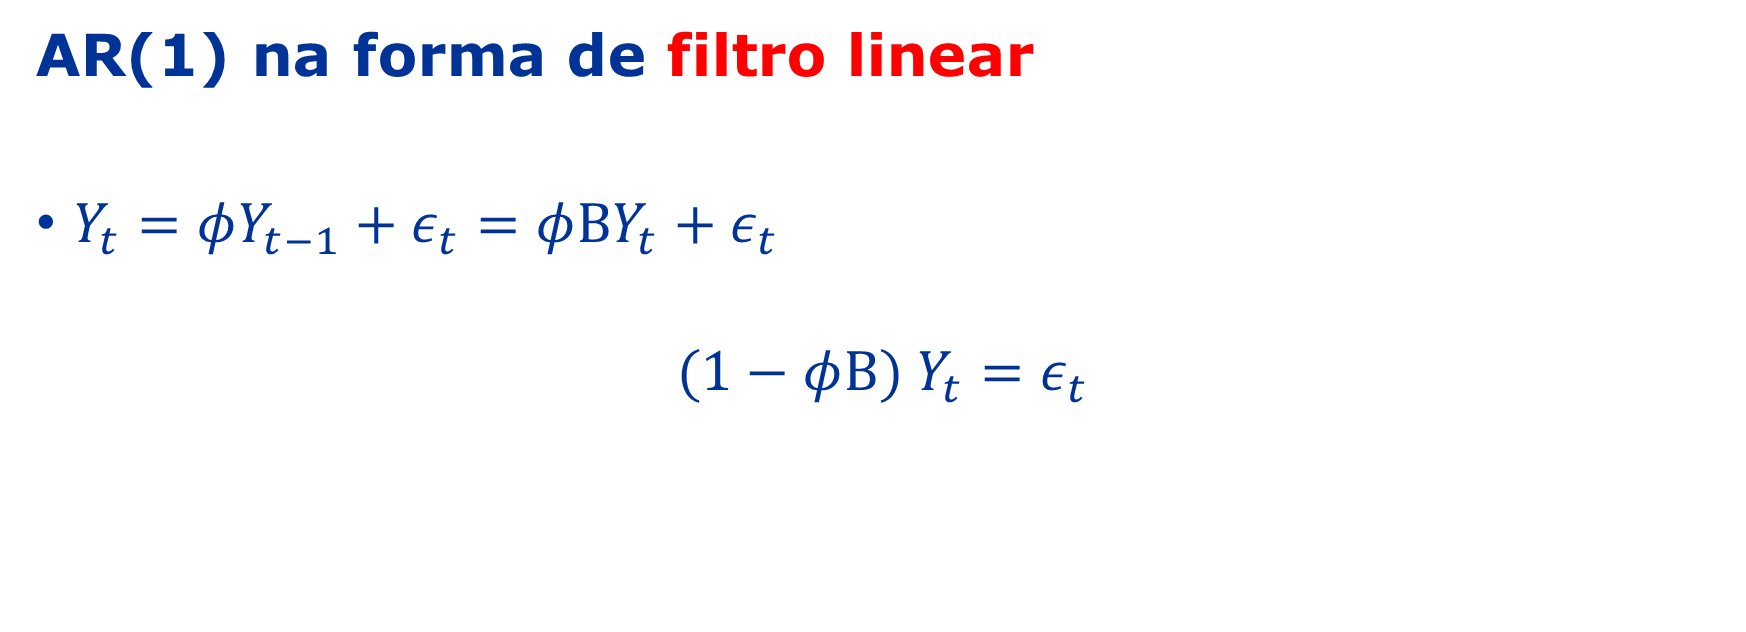 AR(1) na forma de filtro linear
• Yₜ = ϕYₜ₋₁ + ϵₜ = ϕBYₜ + ϵₜ
(1 − ϕB) Yₜ = ϵₜ